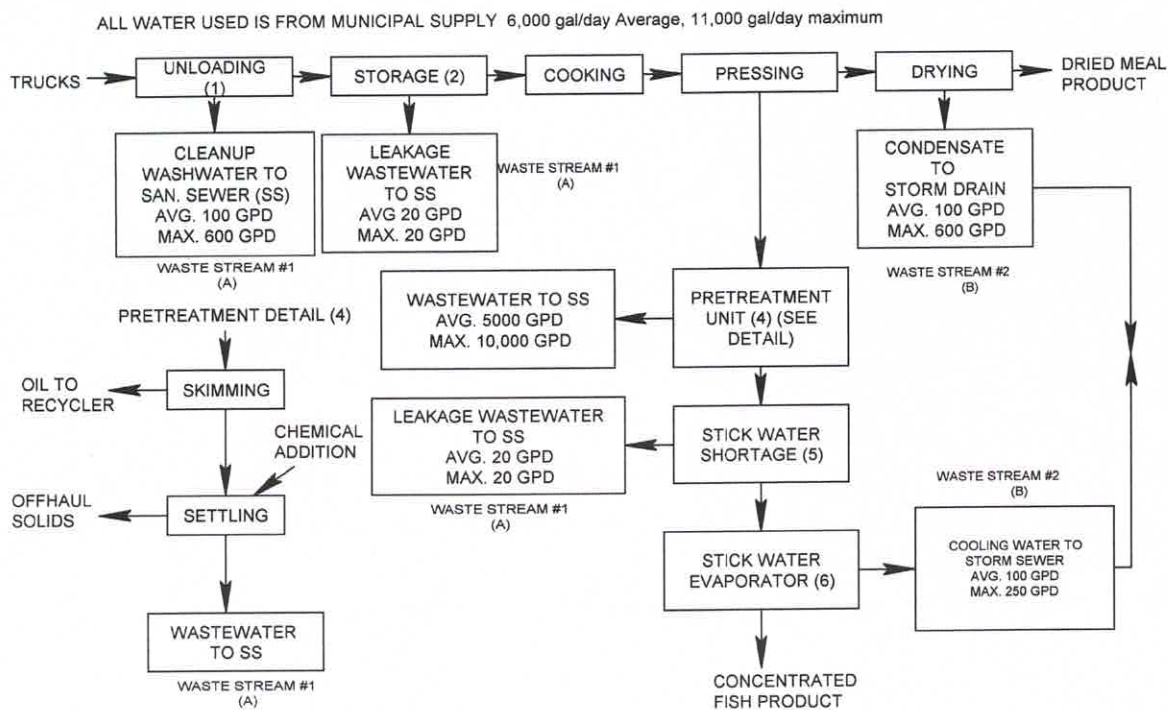 ALL WATER USED IS FROM MUNICIPAL SUPPLY 6,000 gal/day Average, 11,000 gal/day maximum
TRUCKS
UNLOADING
(1)
STORAGE (2)
COOKING
PRESSING
DRYING
DRIED MEAL
PRODUCT
CLEANUP
WASHWATER TO
SAN. SEWER (SS)
AVG. 100 GPD
MAX. 600 GPD
WASTE STREAM #1
(A)
LEAKAGE
WASTEWATER
TO SS
AVG 20 GPD
MAX. 20 GPD
WASTE STREAM #1
(A)
CONDENSATE
TO
STORM DRAIN
AVG. 100 GPD
MAX. 600 GPD
WASTE STREAM #2
(B)
WASTEWATER TO SS
AVG. 5000 GPD
MAX. 10,000 GPD
PRETREATMENT
UNIT (4) (SEE
DETAIL)
PRETREATMENT DETAIL (4)
OIL TO
RECYCLER
SKIMMING
CHEMICAL
ADDITION
OFFHAUL
SOLIDS
SETTLING
WASTEWATER
TO SS
WASTE STREAM #1
(A)
LEAKAGE WASTEWATER
TO SS
AVG. 20 GPD
MAX. 20 GPD
WASTE STREAM #1
(A)
STICK WATER
SHORTAGE (5)
STICK WATER
EVAPORATOR (6)
WASTE STREAM #2
(B)
COOLING WATER TO
STORM SEWER
AVG. 100 GPD
MAX. 250 GPD
CONCENTRATED
FISH PRODUCT